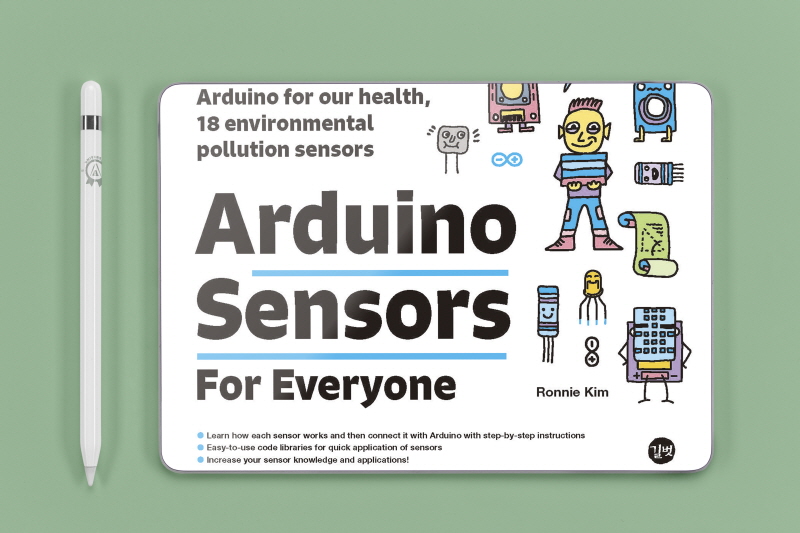 Arduino for our health,
18 environmental
pollution sensors
Arduino
Sensors
For Everyone
Ronnie Kim
Learn how each sensor works and then connect it with Arduino with step-by-step instructions
Easy-to-use code libraries for quick application of sensors
Increase your sensor knowledge and applications!
길벗